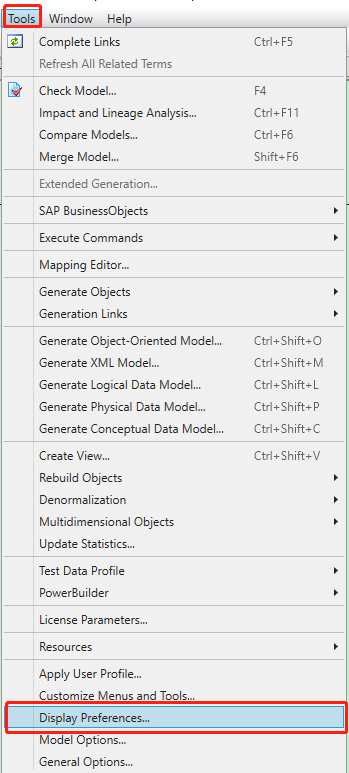 Tools Window Help
Complete Links Ctrl+F5
Refresh All Related Terms
Check Model... F4
Impact and Lineage Analysis... Ctrl+F11
Compare Models... Ctrl+F6
Merge Model... Shift+F6
Extended Generation...
SAP BusinessObjects
Execute Commands
Mapping Editor...
Generate Objects
Generation Links
Generate Object-Oriented Model... Ctrl+Shift+O
Generate XML Model... Ctrl+Shift+M
Generate Logical Data Model... Ctrl+Shift+L
Generate Physical Data Model... Ctrl+Shift+P
Generate Conceptual Data Model... Ctrl+Shift+C
Create View... Ctrl+Shift+V
Rebuild Objects
Denormalization
Multidimensional Objects
Update Statistics...
Test Data Profile
PowerBuilder
License Parameters...
Resources
Apply User Profile...
Customize Menus and Tools...
Display Preferences...
Model Options...
General Options...